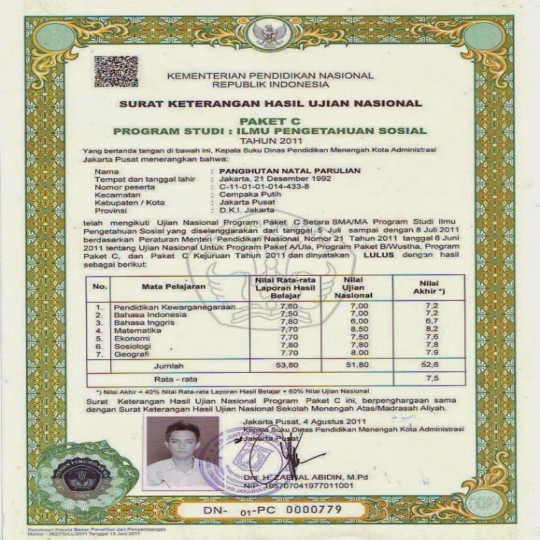 KEMENTERIAN PENDIDIKAN NASIONAL
REPUBLIK INDONESIA
SURAT KETERANGAN HASIL UJIAN NASIONAL
PAKET C
PROGRAM STUDI : ILMU PENGETAHUAN SOSIAL
TAHUN 2011
Yang bertanda tangan di bawah ini, Kepala Suku Dinas Pendidikan Menengah Kota Administrasi
Jakarta Pusat menerangkan bahwa:
Nama : PANGIHUTAN NATAL PARULIAN
Tempat dan tanggal lahir : Jakarta, 21 Desember 1992
Nomor peserta : C-11-01-01-014-433-8
Kecamatan : Cempaka Putih
Kabupaten / Kota : Jakarta Pusat
Provinsi : D.K.I. Jakarta
telah mengikuti Ujian Nasional Program Paket C Setara SMA/MA Program Studi Ilmu
Pengetahuan Sosial yang diselenggarakan dari tanggal 5 juli sampai dengan 8 Juli 2011
berdasarkan Peraturan Menteri Pendidikan Nasional, Nomor 21 Tahun 2011 tanggal 6 Juni
2011 tentang Ujian Nasional Untuk Program Paket A/Ula, Program Paket B/Wustha, Program
Paket C, dan Paket C Kejuruan Tahun 2011 dan dinyatakan LULUS dengan hasil
sebagai berikut:
No. Mata Pelajaran Nilai Rata-rata Laporan Hasil Belajar Nilai Ujian Nasional Nilai Akhir *)
1. Pendidikan Kewarganegaraan 7,60 7,00 7,2
2. Bahasa Indonesia 7,50 7,00 7,2
3. Bahasa Inggris 7,80 6,00 6,7
4. Matematika 7,70 8,50 8,2
5. Ekonomi 7,70 7,50 7,6
6. Sosiologi 7,80 7,80 7,8
7. Geografi 7,70 8,00 7,9
Jumlah 53,80 51,80 52,6
Rata - rata 7,5
*) Nilai Akhir = 40% Nilai Rata-rata Laporan Hasil Belajar + 60% Nilai Ujian Nasional
Surat Keterangan Hasil Ujian Nasional Program Paket C ini, berpenghargaan sama
dengan Surat Keterangan Hasil Ujian Nasional Sekolah Menengah Atas/Madrasah Aliyah.
Jakarta Pusat, 4 Agustus 2011
Kepala Suku Dinas Pendidikan Menengah Kota Administrasi
Jakarta Pusat
Drs. H. ZAENAL ABIDIN, M.Pd
NIP. 195707041977011001
DN- 01-PC 0000779
Keputusan Kepala Badan Penelitian dan Pengembangan